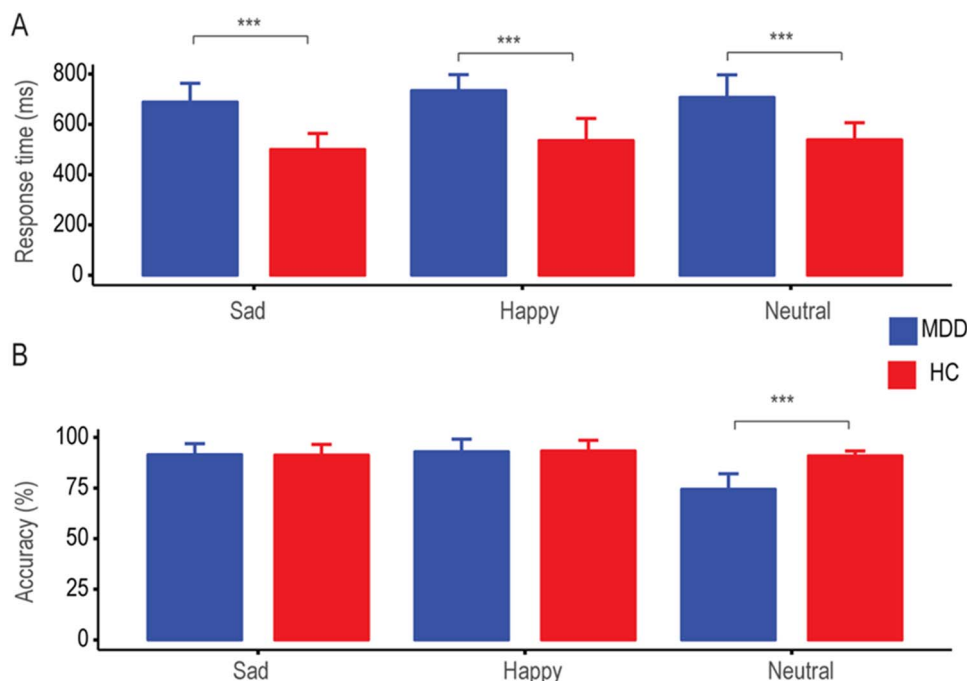 A
***
***
***
Response time (ms)
800
600
400
200
0
Sad
Happy
Neutral
MDD
HC
B
***
Accuracy (%)
100
75
50
25
0
Sad
Happy
Neutral